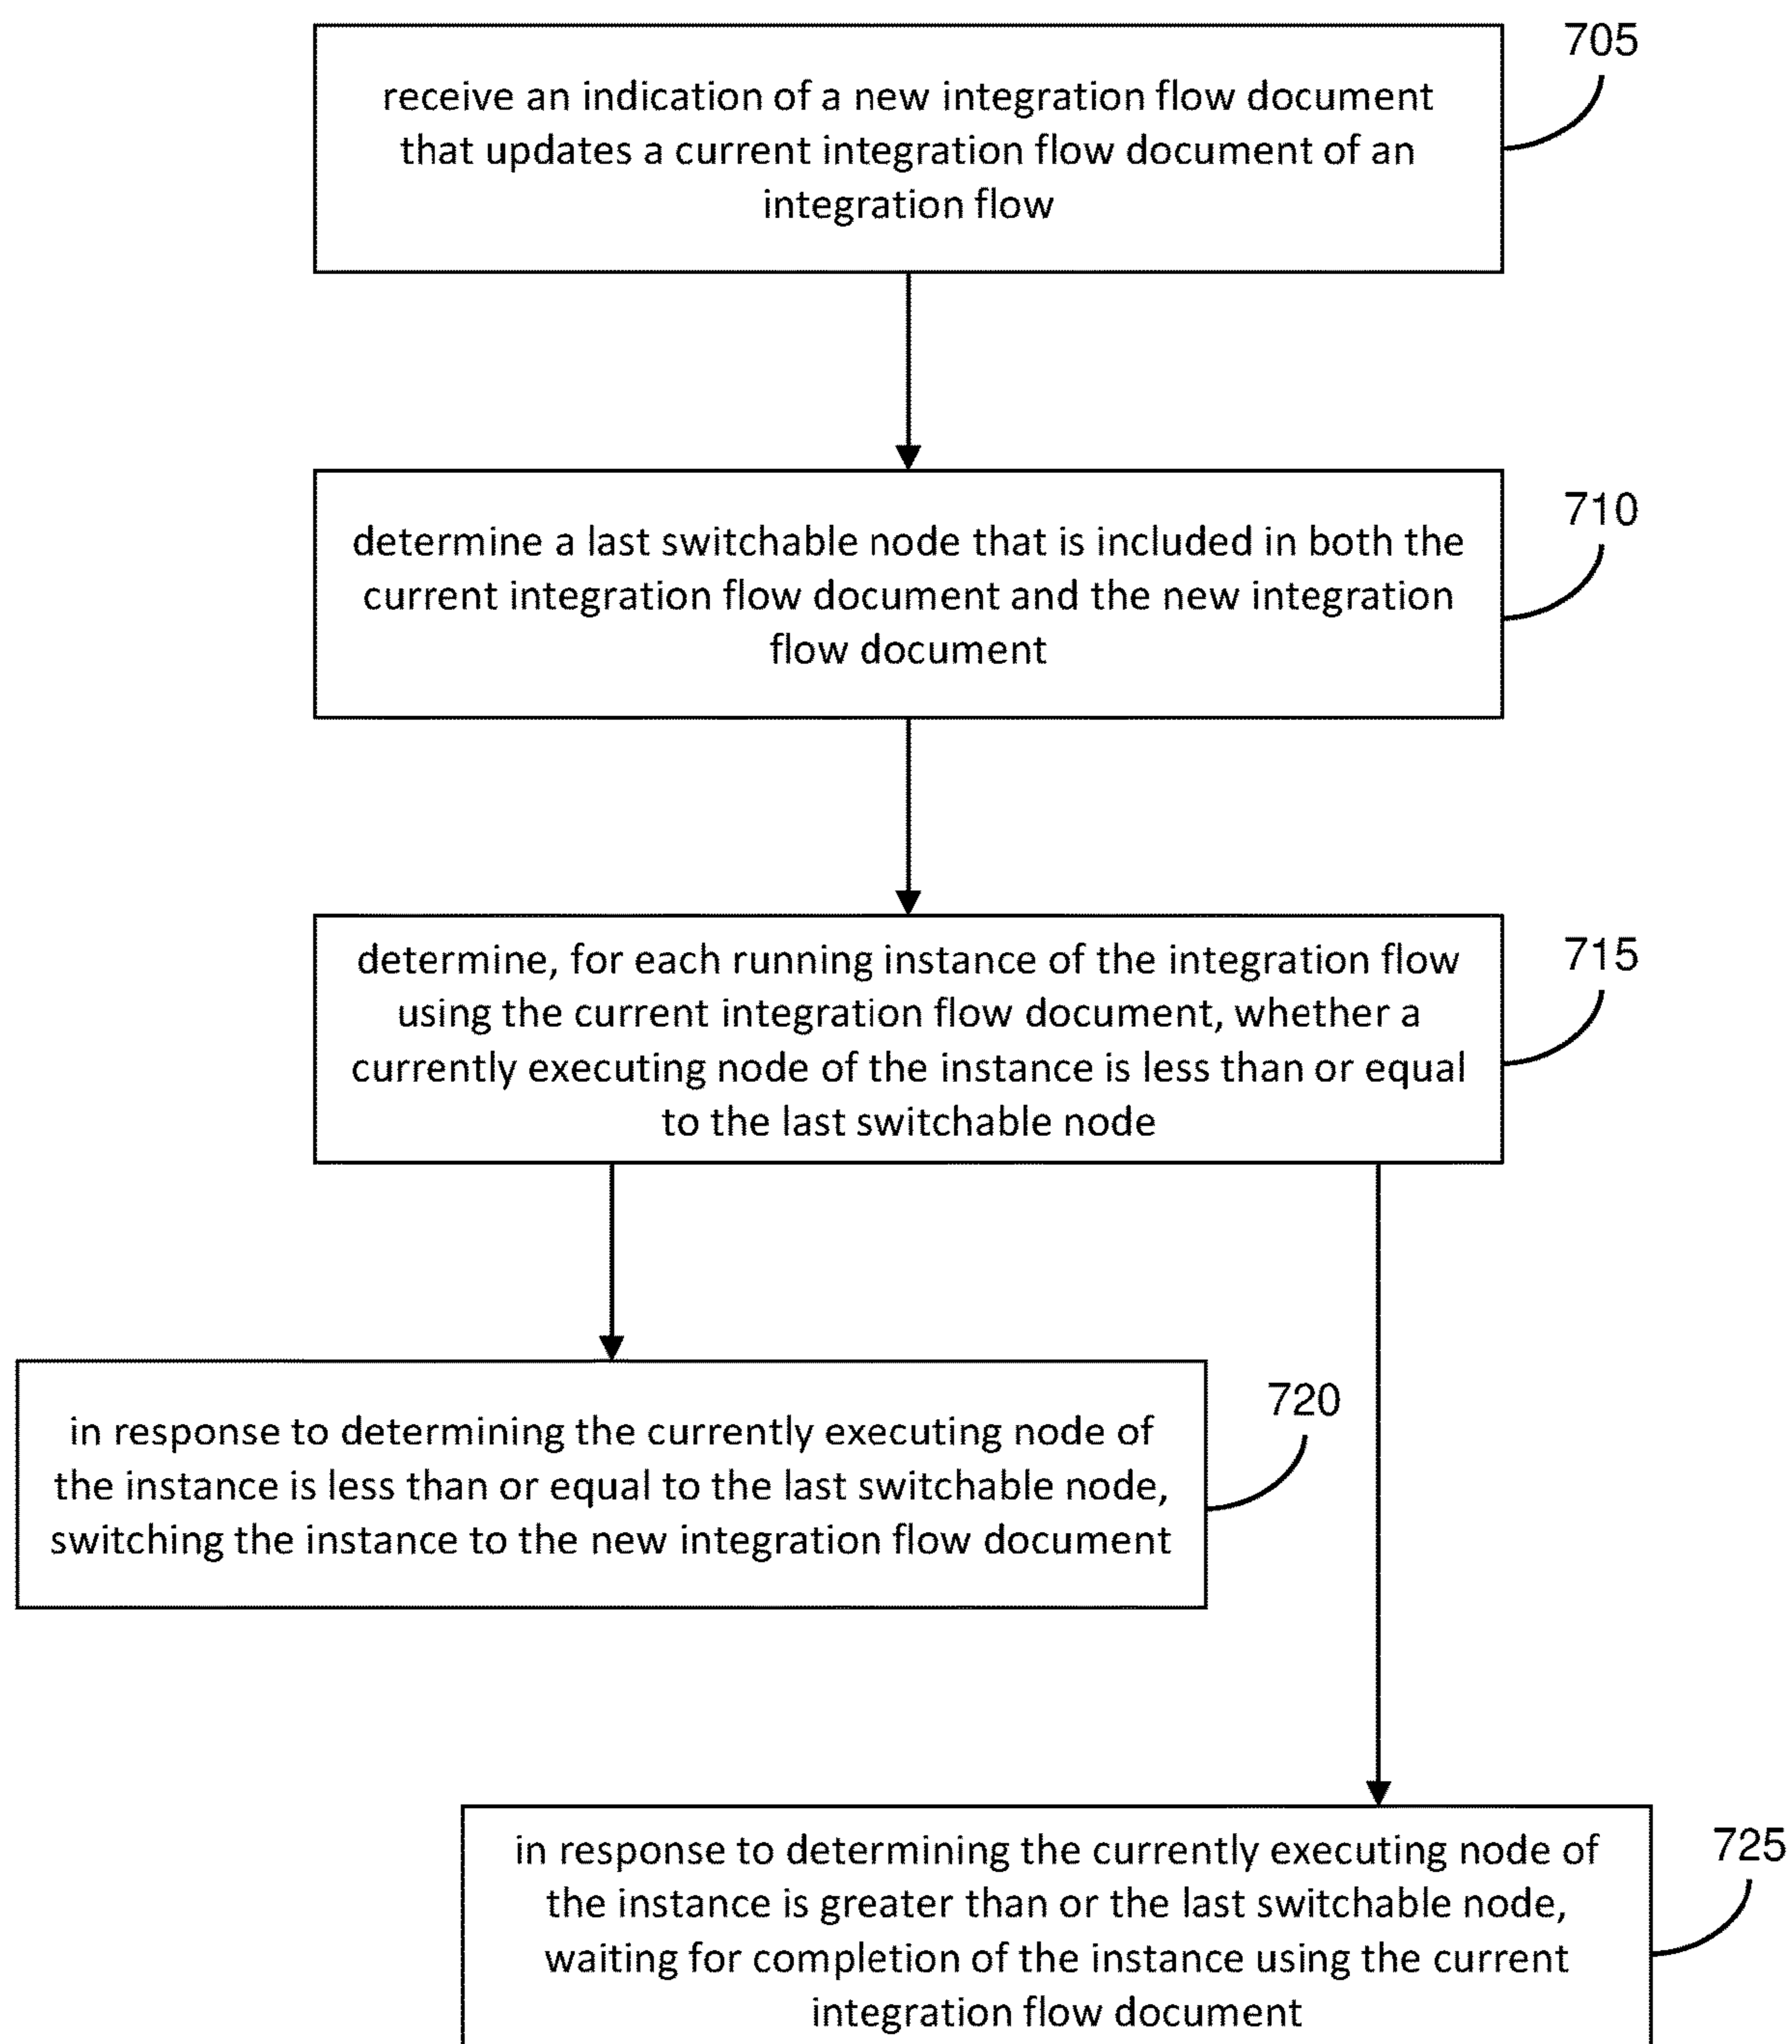 705
receive an indication of a new integration flow document
that updates a current integration flow document of an
integration flow
710
determine a last switchable node that is included in both the
current integration flow document and the new integration
flow document
715
determine, for each running instance of the integration flow
using the current integration flow document, whether a
currently executing node of the instance is less than or equal
to the last switchable node
720
in response to determining the currently executing node of
the instance is less than or equal to the last switchable node,
switching the instance to the new integration flow document
725
in response to determining the currently executing node of
the instance is greater than or the last switchable node,
waiting for completion of the instance using the current
integration flow document